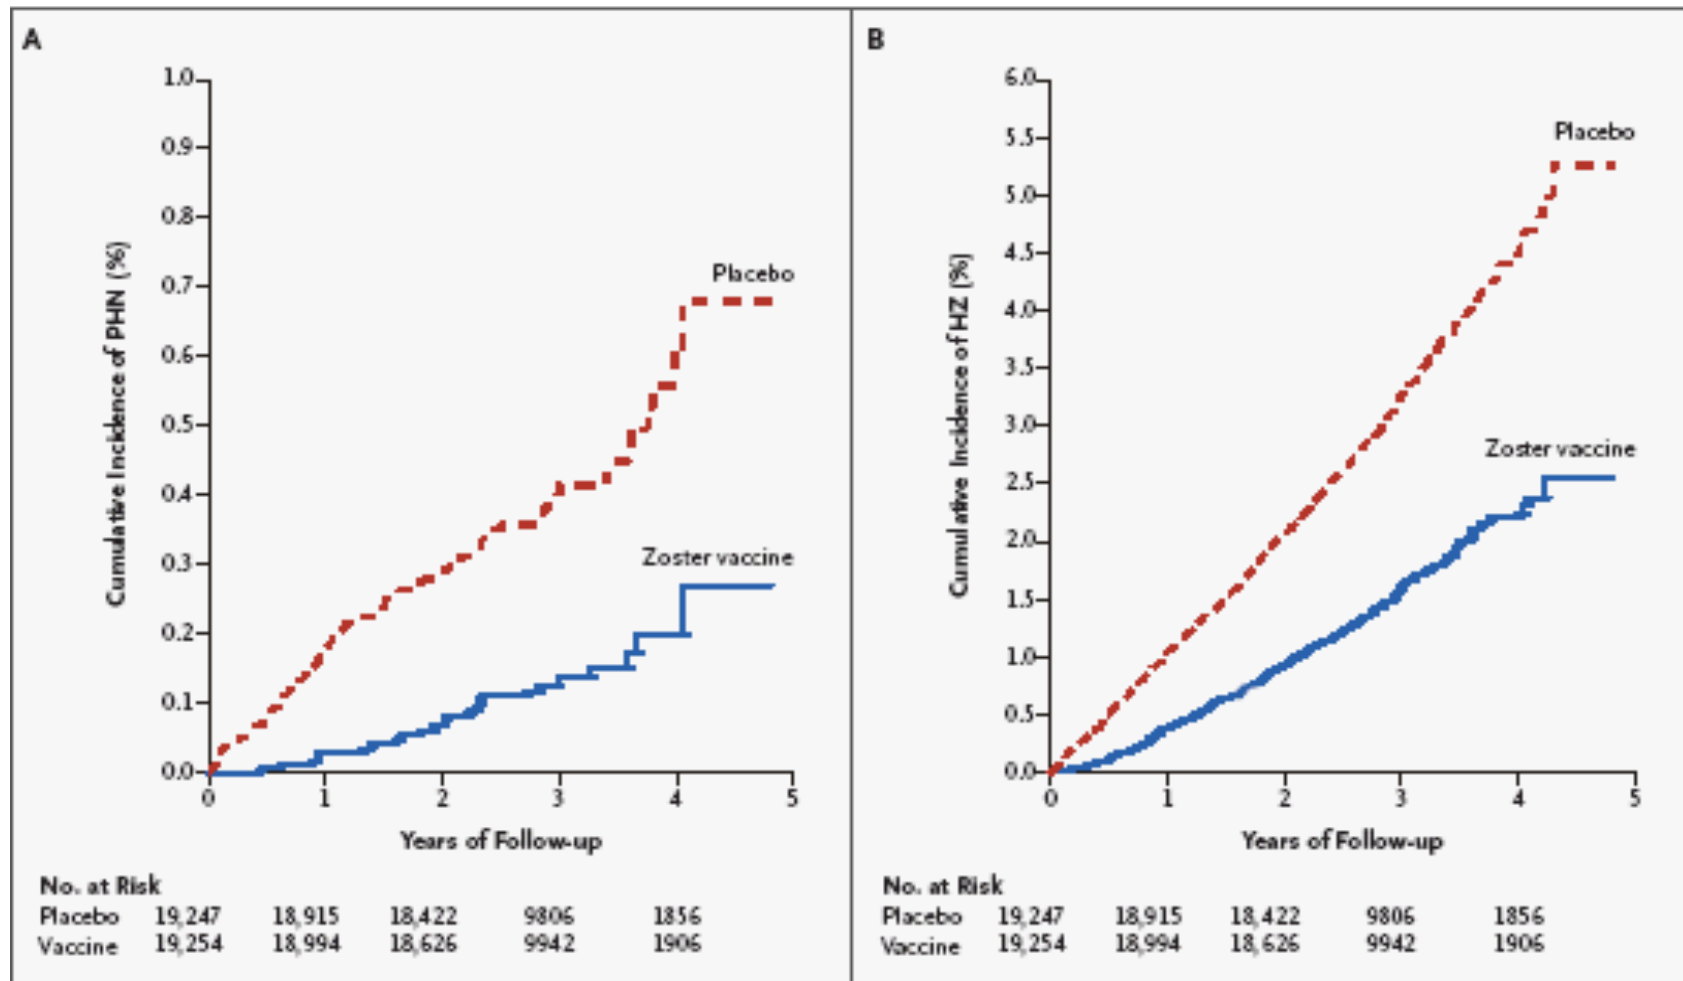 A
Cumulative Incidence of PHN (%)
1.0
0.9
0.8
0.7
0.6
0.5
0.4
0.3
0.2
0.1
0.0
Placebo
Zoster vaccine
0 1 2 3 4 5
Years of Follow-up
No. at Risk
Placebo 19,247 18,915 18,422 9806 1856
Vaccine 19,254 18,994 18,626 9942 1906
B
Cumulative Incidence of HZ (%)
6.0
5.5
5.0
4.5
4.0
3.5
3.0
2.5
2.0
1.5
1.0
0.5
0.0
Placebo
Zoster vaccine
0 1 2 3 4 5
Years of Follow-up
No. at Risk
Placebo 19,247 18,915 18,422 9806 1856
Vaccine 19,254 18,994 18,626 9942 1906